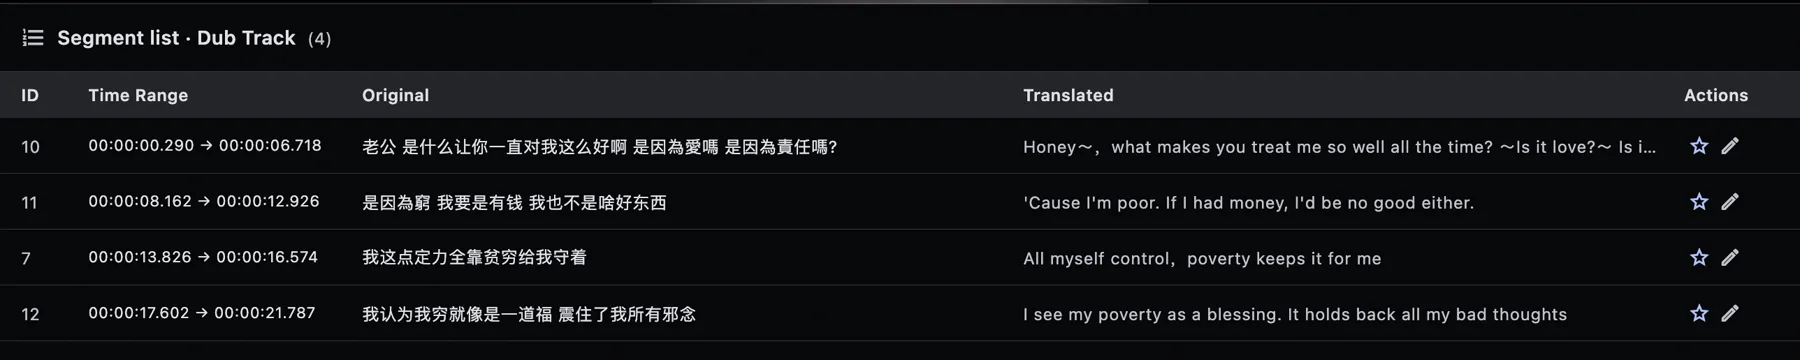 Segment list · Dub Track (4)
ID Time Range Original Translated Actions
10 00:00:00.290 → 00:00:06.718 老公 是什么让你一直对我这么好啊 是因為愛嗎 是因為責任嗎? Honey～，what makes you treat me so well all the time? ～Is it love?～ Is i...
11 00:00:08.162 → 00:00:12.926 是因為窮 我要是有钱 我也不是啥好东西 'Cause I'm poor. If I had money, I'd be no good either.
7 00:00:13.826 → 00:00:16.574 我这点定力全靠贫穷给我守着 All myself control，poverty keeps it for me
12 00:00:17.602 → 00:00:21.787 我认为我穷就像是一道福 震住了我所有邪念 I see my poverty as a blessing. It holds back all my bad thoughts